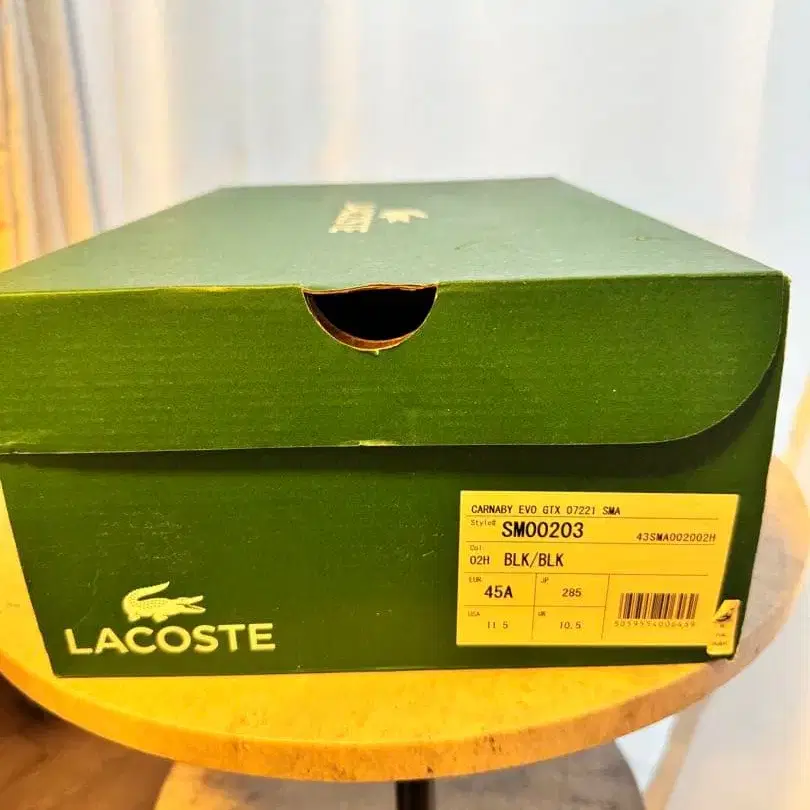 LACOSTE
CARNABY EVO GTX 07221 SMA
Style# SM00203 43SMA002002H
Col
02H BLK/BLK
EUR 45A JP 285
USA 11.5 UK 10.5
LACOSTE